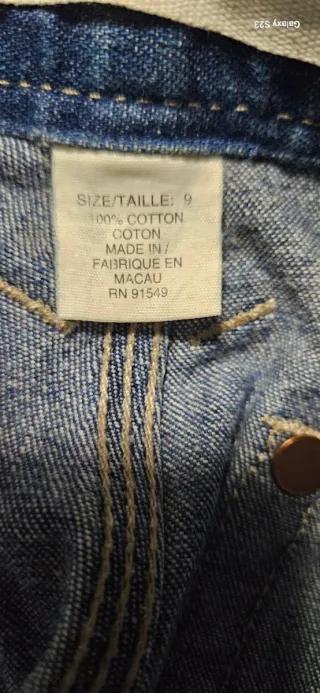 Galaxy S23
SIZE/TAILLE: 9
100% COTTON
COTON
MADE IN/
FABRIQUE EN
MACAU
RN 91549